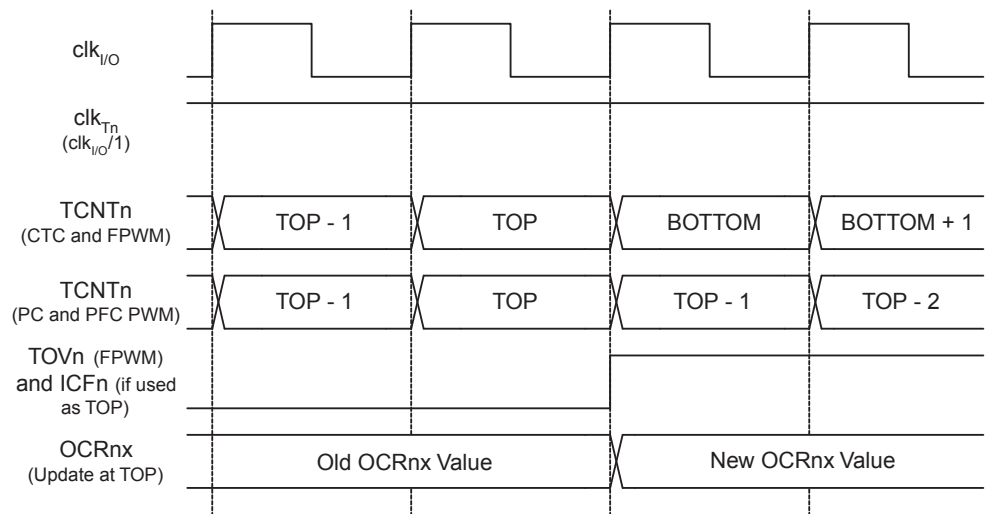 clkI/O
clkTn
(clkI/O/1)
TCNTn
(CTC and FPWM)
TOP - 1
TOP
BOTTOM
BOTTOM + 1
TCNTn
(PC and PFC PWM)
TOP - 1
TOP
TOP - 1
TOP - 2
TOVn (FPWM)
and ICFn (if used
as TOP)
OCRnx
(Update at TOP)
Old OCRnx Value
New OCRnx Value